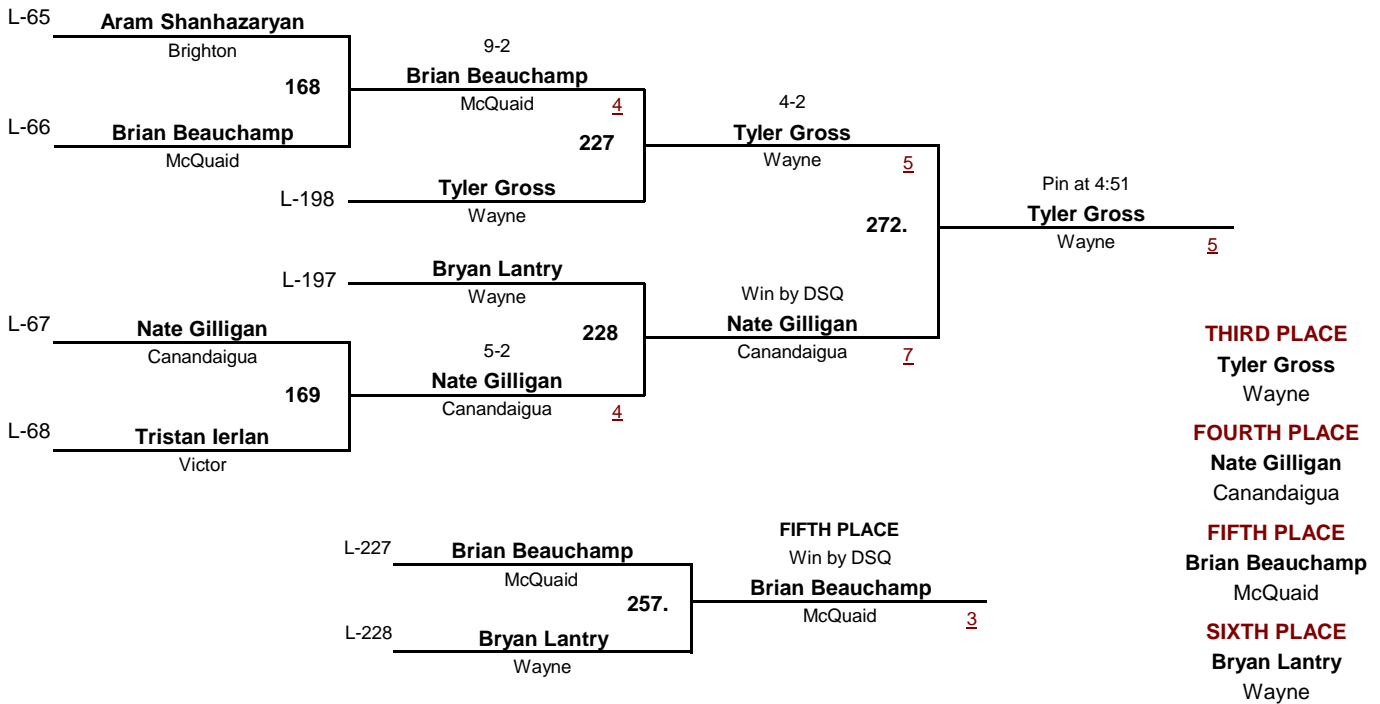 L-65
Aram Shanhazaryan
Brighton
168
L-66
Brian Beauchamp
McQuaid
9-2
Brian Beauchamp
McQuaid
4
227
L-198
Tyler Gross
Wayne
4-2
Tyler Gross
Wayne
5
272.
Pin at 4:51
Tyler Gross
Wayne
5
L-197
Bryan Lantry
Wayne
228
L-67
Nate Gilligan
Canandaigua
169
L-68
Tristan Ierlan
Victor
5-2
Nate Gilligan
Canandaigua
4
Win by DSQ
Nate Gilligan
Canandaigua
7
THIRD PLACE
Tyler Gross
Wayne
FOURTH PLACE
Nate Gilligan
Canandaigua
FIFTH PLACE
Brian Beauchamp
McQuaid
SIXTH PLACE
Bryan Lantry
Wayne
L-227
Brian Beauchamp
McQuaid
257.
L-228
Bryan Lantry
Wayne
FIFTH PLACE
Win by DSQ
Brian Beauchamp
McQuaid
3